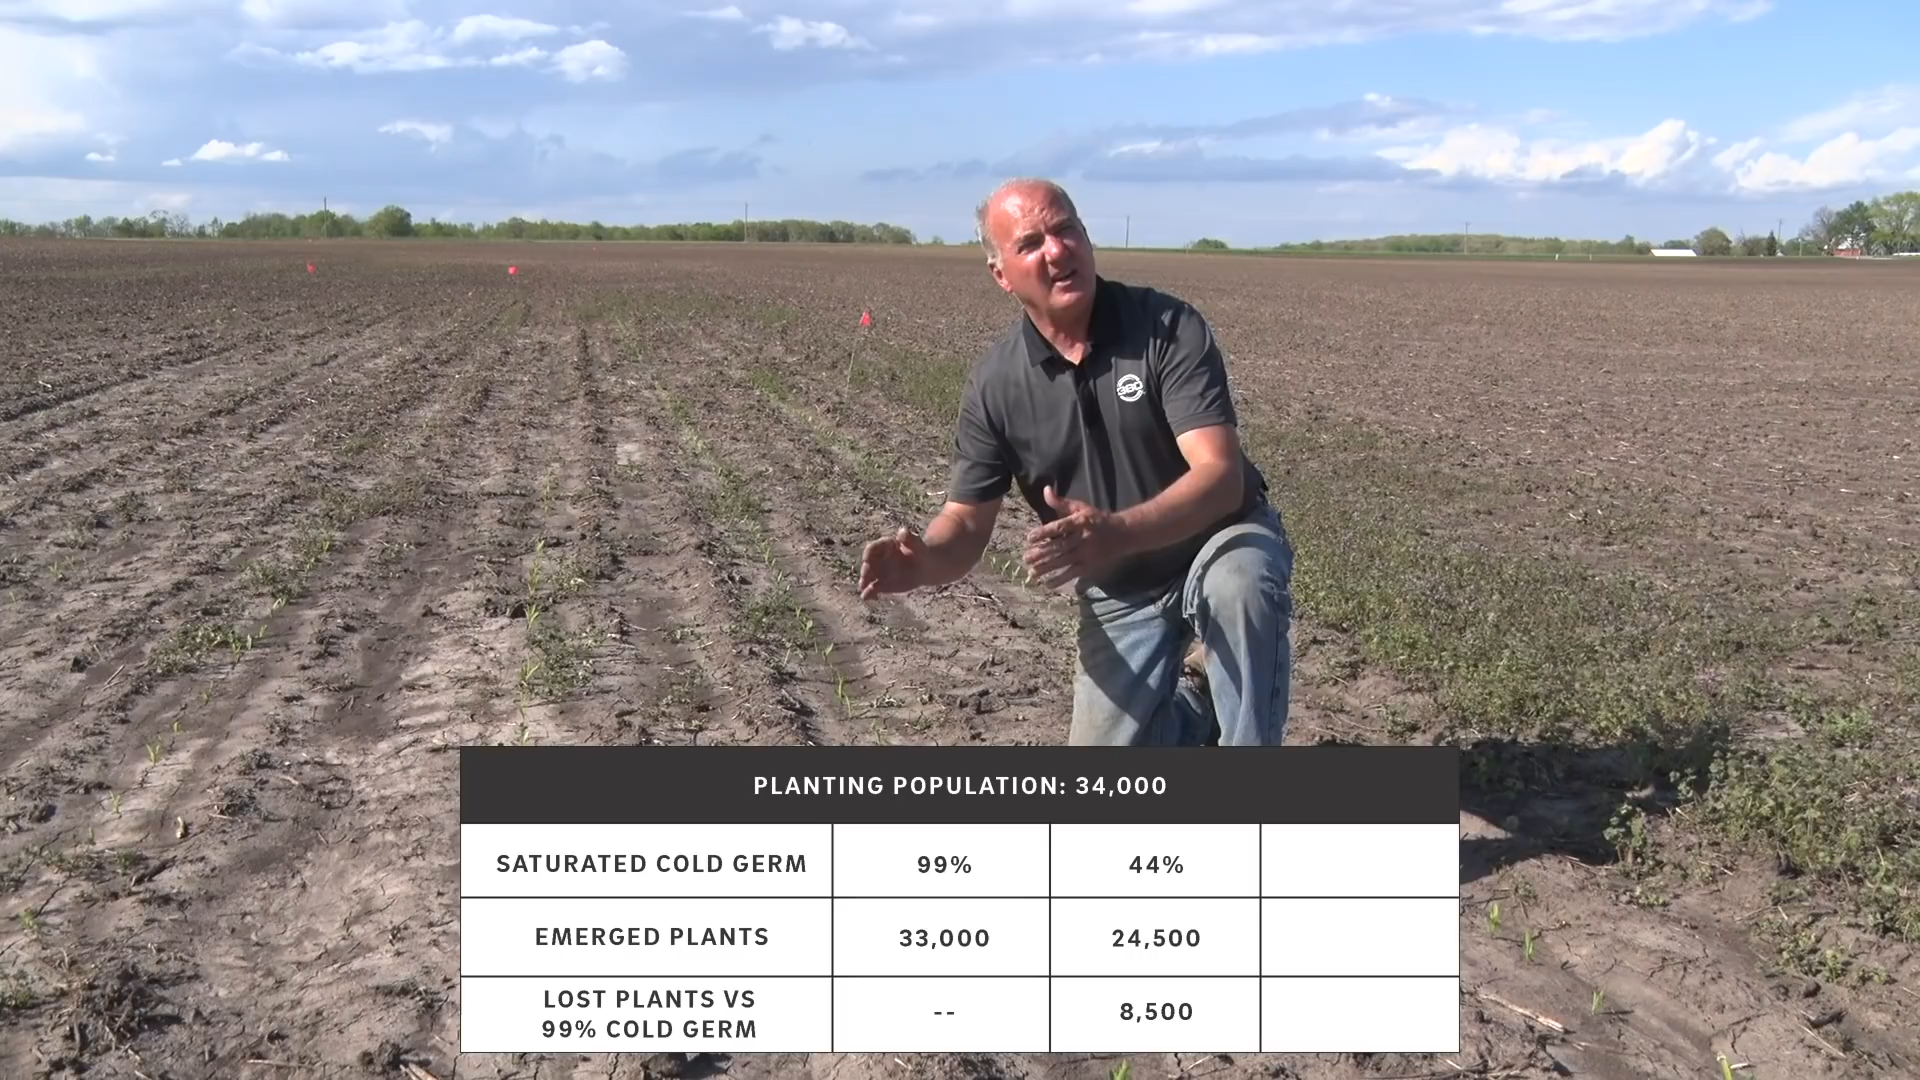 360
PLANTING POPULATION: 34,000
SATURATED COLD GERM 99% 44%
EMERGED PLANTS 33,000 24,500
LOST PLANTS VS
99% COLD GERM -- 8,500